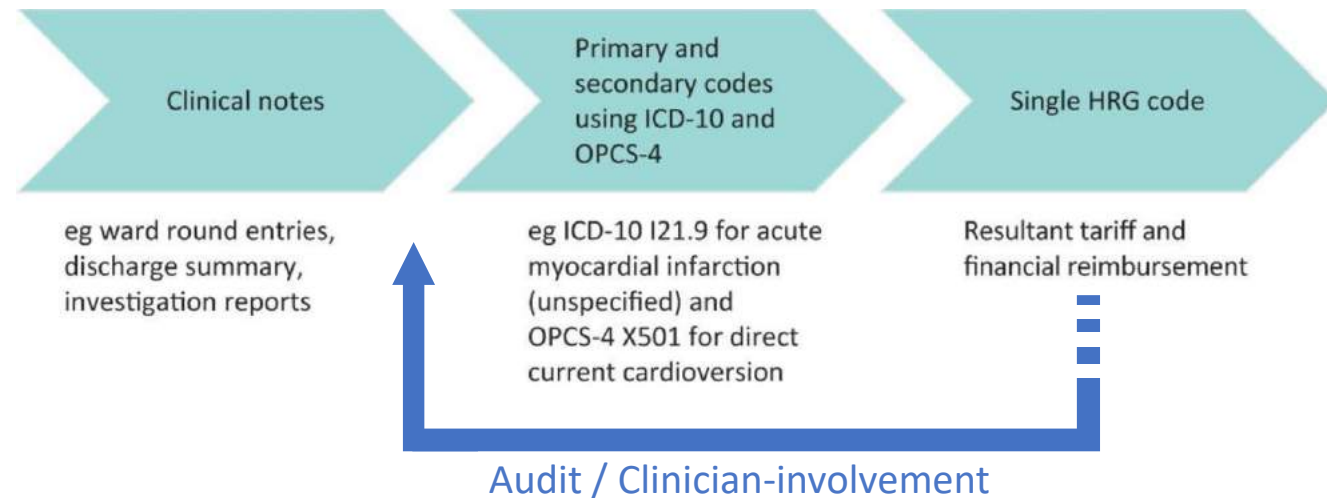 Clinical notes
Primary and
secondary codes
using ICD-10 and
OPCS-4
Single HRG code
eg ward round entries,
discharge summary,
investigation reports
eg ICD-10 I21.9 for acute
myocardial infarction
(unspecified) and
OPCS-4 X501 for direct
current cardioversion
Resultant tariff and
financial reimbursement
Audit / Clinician-involvement